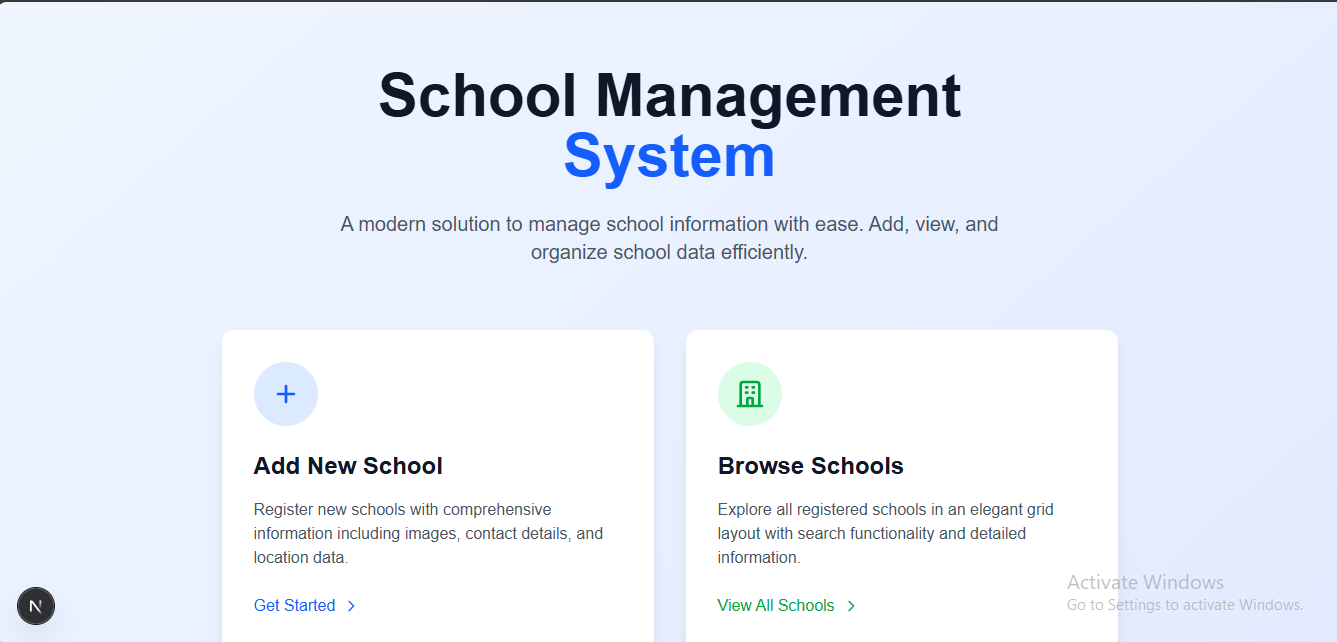 School Management
System
A modern solution to manage school information with ease. Add, view, and
organize school data efficiently.
Add New School
Register new schools with comprehensive
information including images, contact details, and
location data.
Get Started
Browse Schools
Explore all registered schools in an elegant grid
layout with search functionality and detailed
information.
View All Schools
Activate Windows
Go to Settings to activate Windows.
N